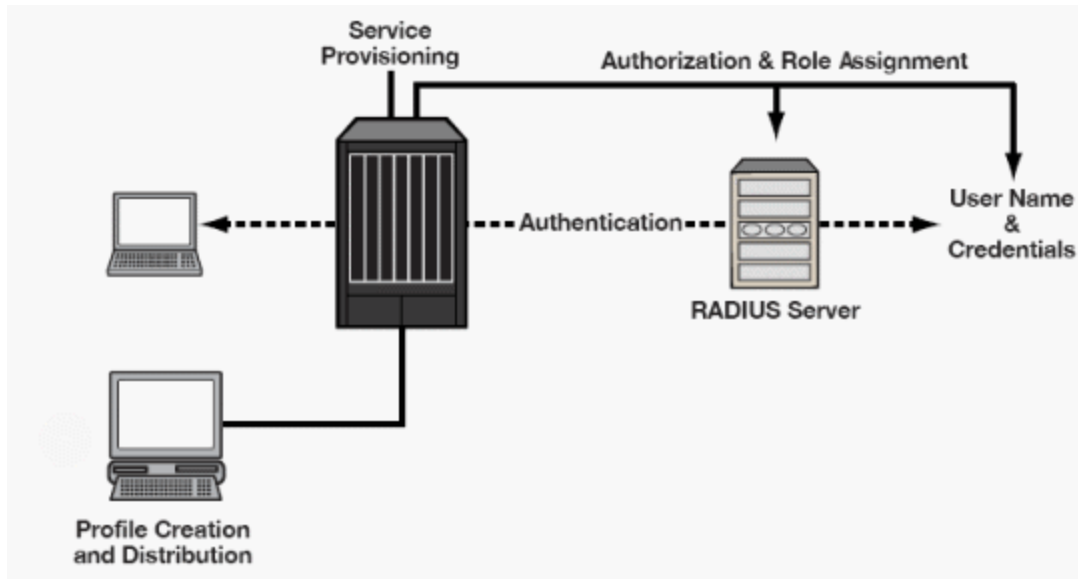 Service
Provisioning
Authorization & Role Assignment
Authentication
User Name
&
Credentials
RADIUS Server
Profile Creation
and Distribution